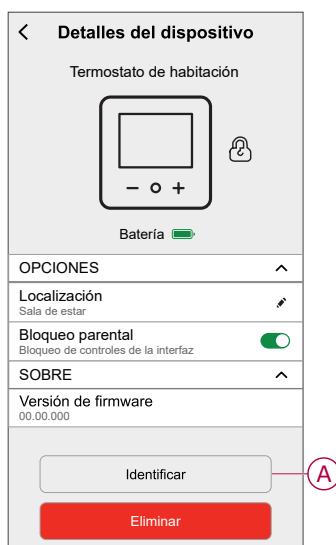 Detalles del dispositivo
Termostato de habitación
Batería
OPCIONES
Localización
Sala de estar
Bloqueo parental
Bloqueo de controles de la interfaz
SOBRE
Versión de firmware
00.00.000
Identificar
A
Eliminar